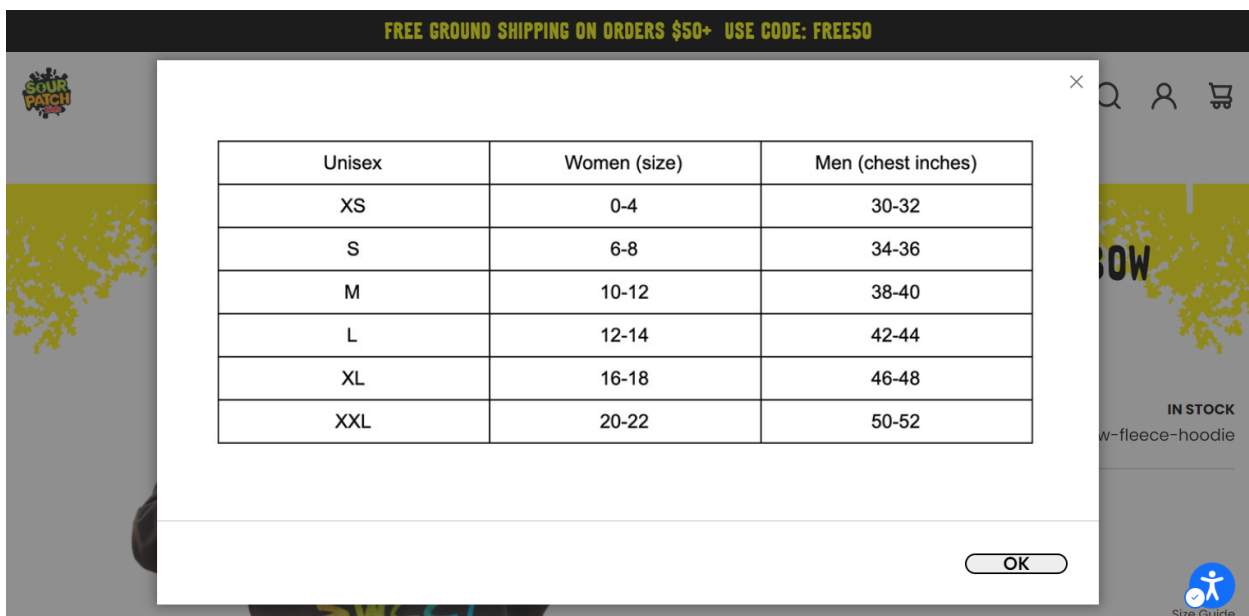 FREE GROUND SHIPPING ON ORDERS $50+ USE CODE: FREE50
SOUR
PATCH
Unisex Women (size) Men (chest inches)
XS 0-4 30-32
S 6-8 34-36
M 10-12 38-40
L 12-14 42-44
XL 16-18 46-48
XXL 20-22 50-52
BOW
IN STOCK
w-fleece-hoodie
OK
Size Guide